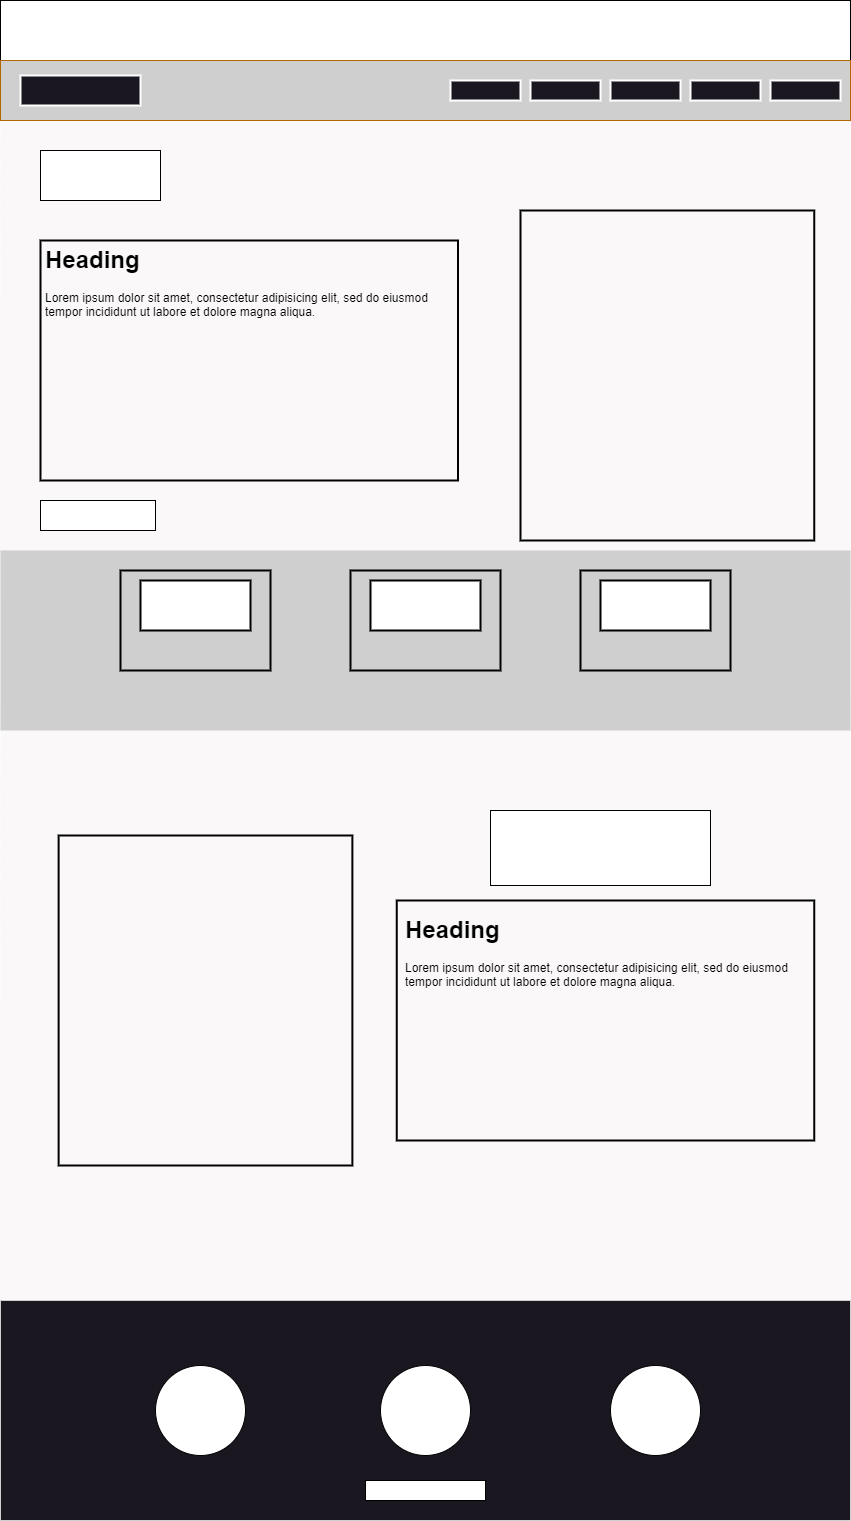 Heading
Lorem ipsum dolor sit amet, consectetur adipisicing elit, sed do eiusmod
tempor incididunt ut labore et dolore magna aliqua.
Heading
Lorem ipsum dolor sit amet, consectetur adipisicing elit, sed do eiusmod
tempor incididunt ut labore et dolore magna aliqua.